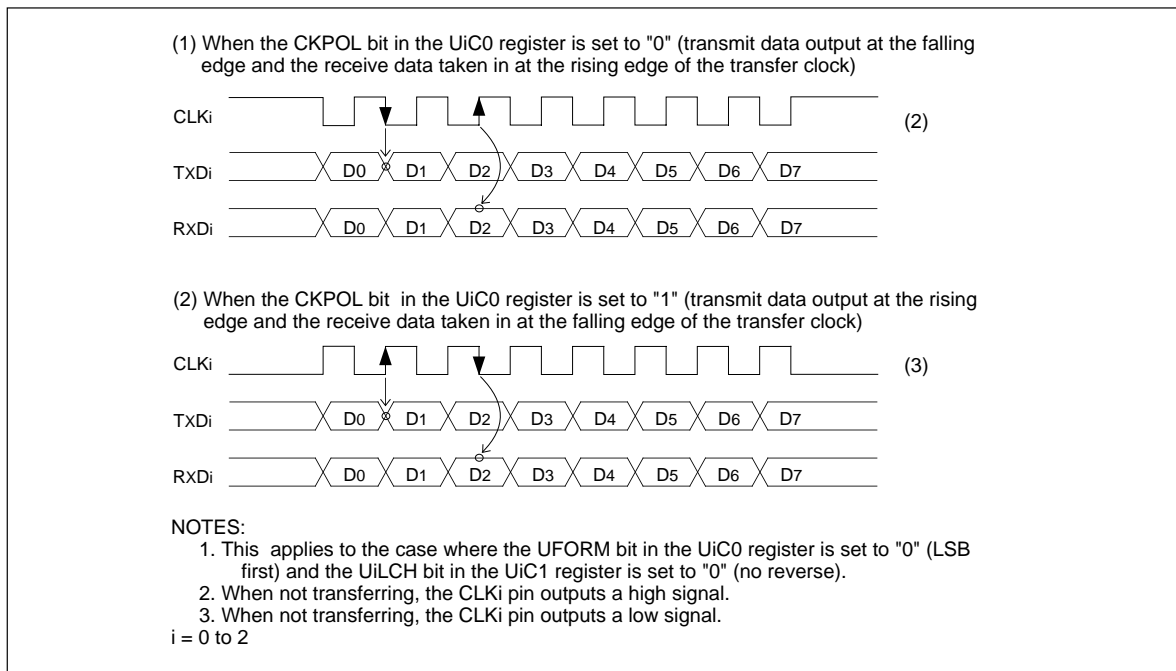 (1) When the CKPOL bit in the UiC0 register is set to "0" (transmit data output at the falling
edge and the receive data taken in at the rising edge of the transfer clock)
CLKi
(2)
TXDi D0 D1 D2 D3 D4 D5 D6 D7
RXDi D0 D1 D2 D3 D4 D5 D6 D7
(2) When the CKPOL bit in the UiC0 register is set to "1" (transmit data output at the rising
edge and the receive data taken in at the falling edge of the transfer clock)
CLKi
(3)
TXDi D0 D1 D2 D3 D4 D5 D6 D7
RXDi D0 D1 D2 D3 D4 D5 D6 D7
NOTES:
1. This applies to the case where the UFORM bit in the UiC0 register is set to "0" (LSB
first) and the UiLCH bit in the UiC1 register is set to "0" (no reverse).
2. When not transferring, the CLKi pin outputs a high signal.
3. When not transferring, the CLKi pin outputs a low signal.
i = 0 to 2